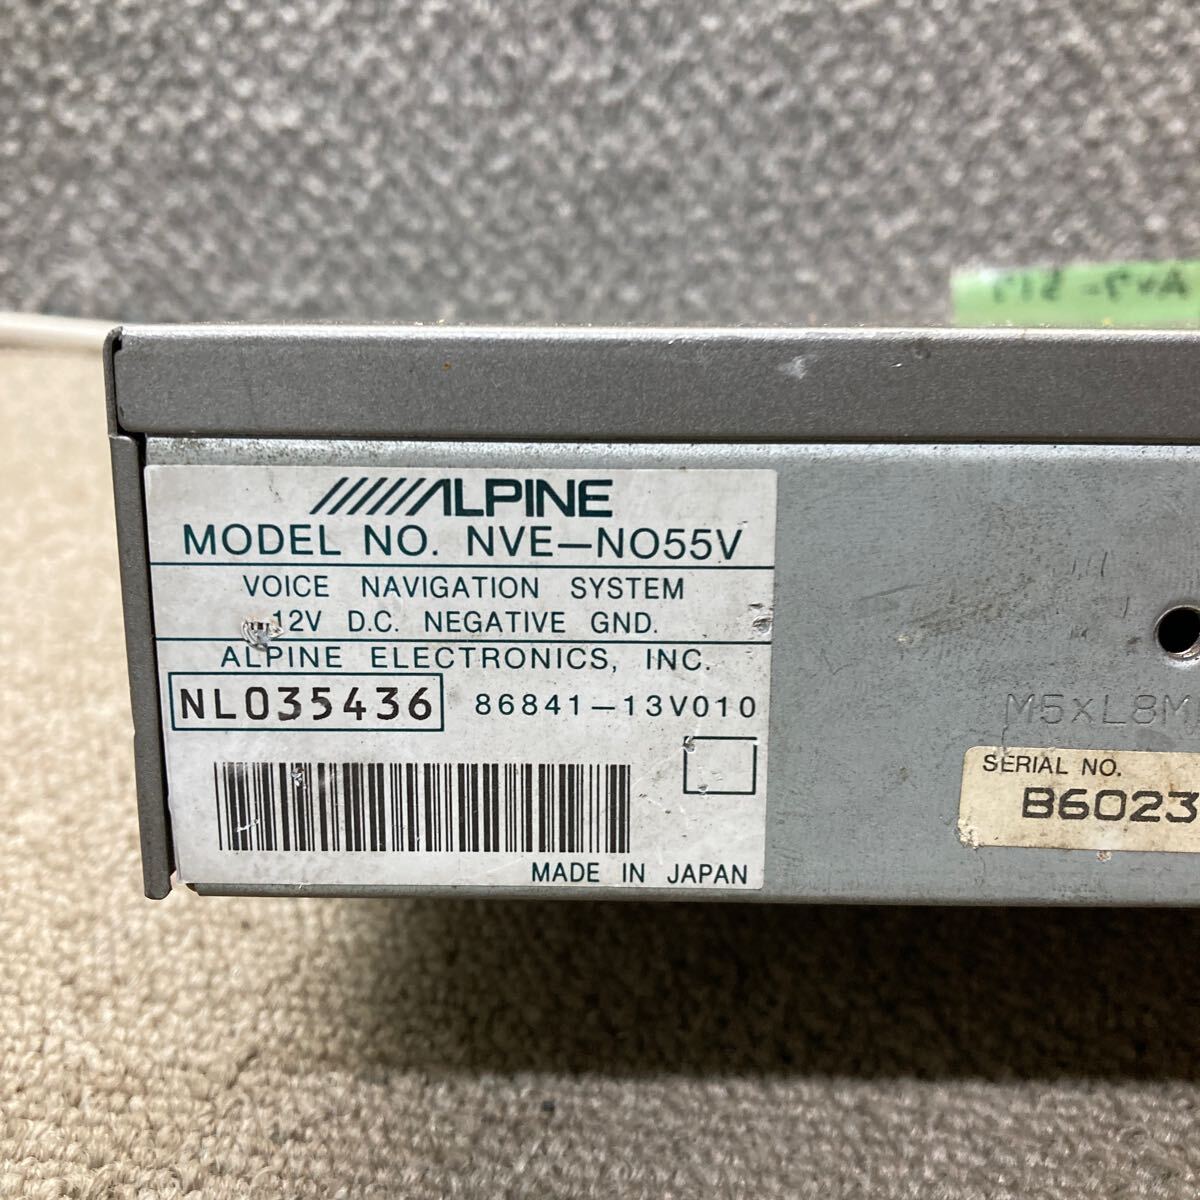 ALPINE
MODEL NO. NVE-NO55V
VOICE NAVIGATION SYSTEM
12V D.C. NEGATIVE GND.
ALPINE ELECTRONICS, INC.
NL035436 86841-13V010
MADE IN JAPAN
M5xL8M
SERIAL NO.
B6023